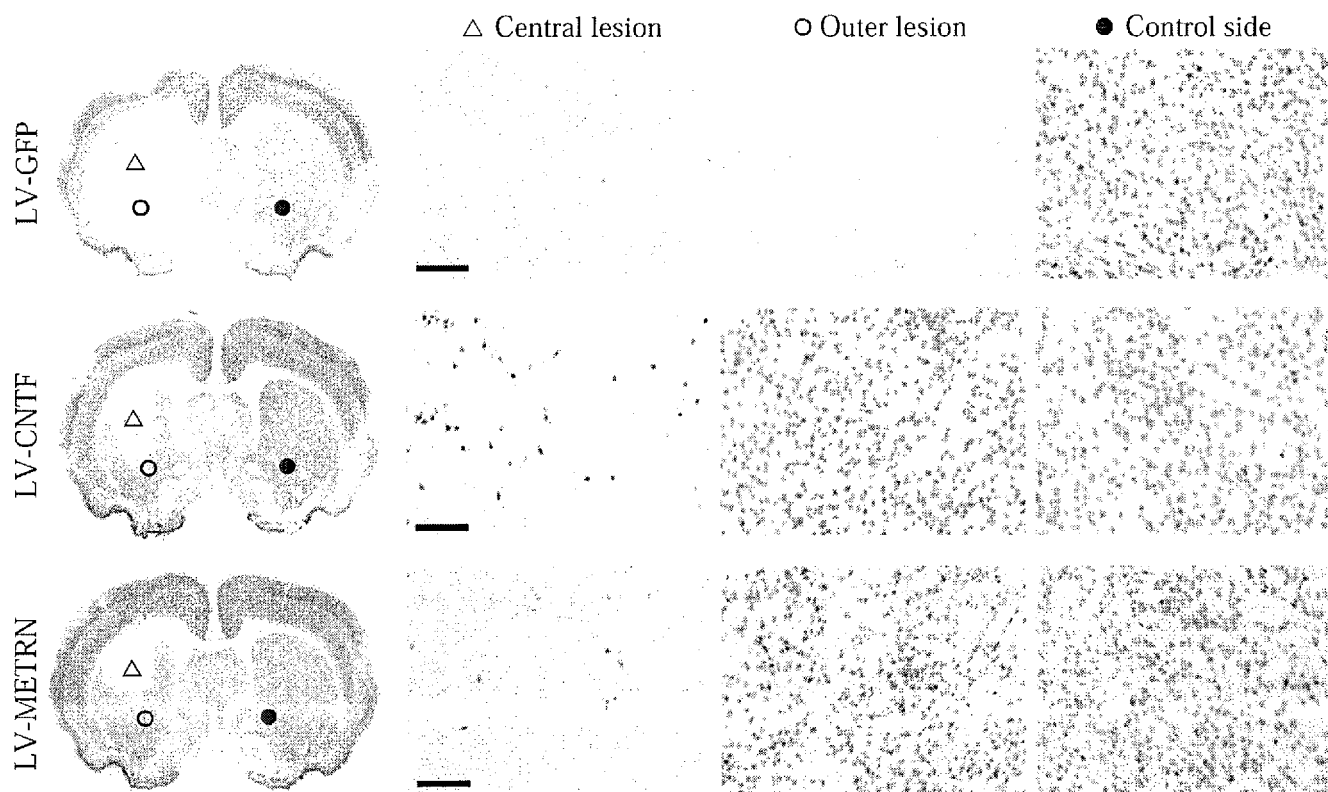 △ Central lesion
○ Outer lesion
● Control side
LV-GFP
LV-CNTF
LV-METRN